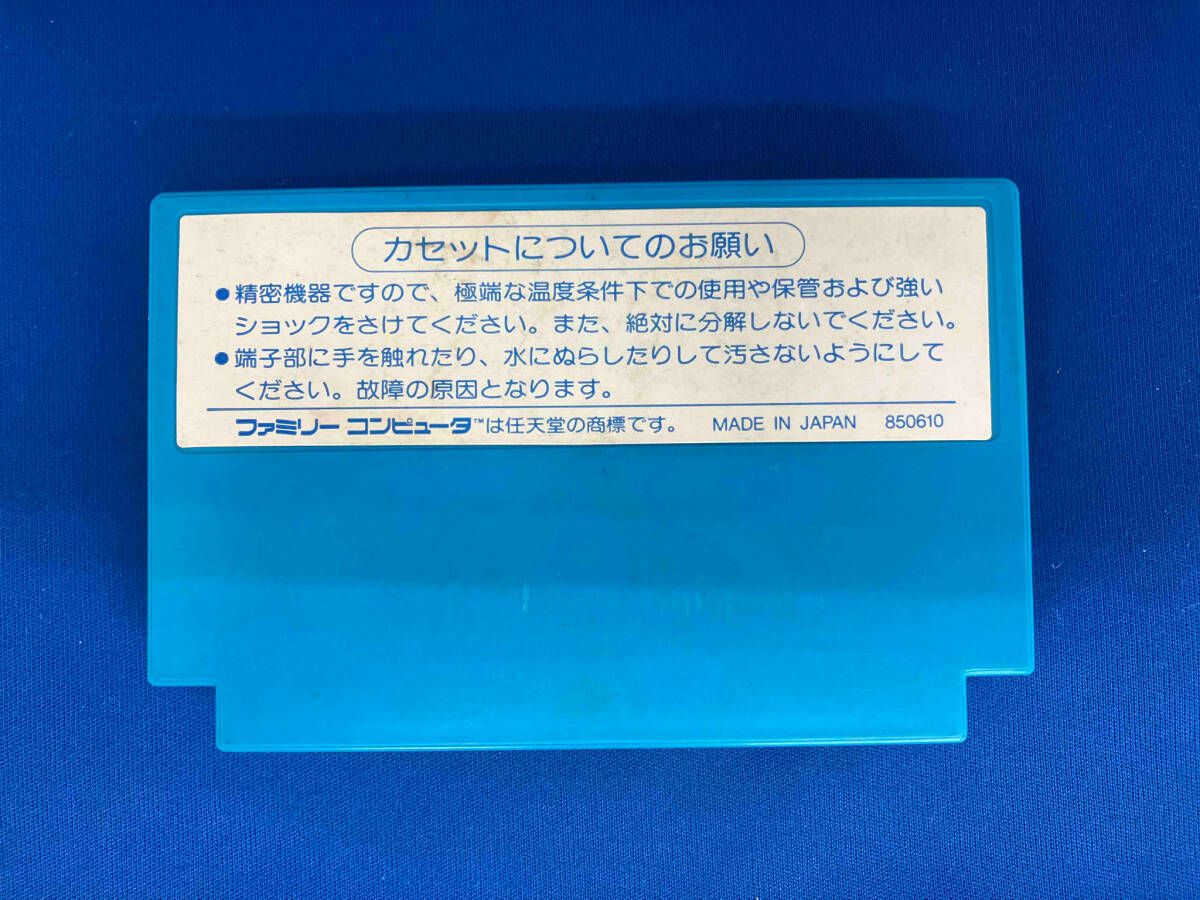 カセットについてのお願い
●精密機器ですので、極端な温度条件下での使用や保管および強い
ショックをさけてください。また、絶対に分解しないでください。
●端子部に手を触れたり、水にぬらしたりして汚さないようにして
ください。故障の原因となります。
ファミリー コンピュータ™は任天堂の商標です。 MADE IN JAPAN 850610